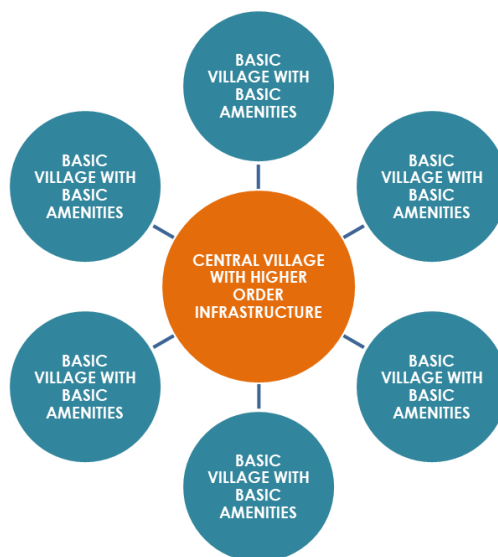 BASIC
VILLAGE WITH
BASIC
AMENITIES
BASIC
VILLAGE WITH
BASIC
AMENITIES
BASIC
VILLAGE WITH
BASIC
AMENITIES
CENTRAL VILLAGE
WITH HIGHER
ORDER
INFRASTRUCTURE
BASIC
VILLAGE WITH
BASIC
AMENITIES
BASIC
VILLAGE WITH
BASIC
AMENITIES
BASIC
VILLAGE WITH
BASIC
AMENITIES